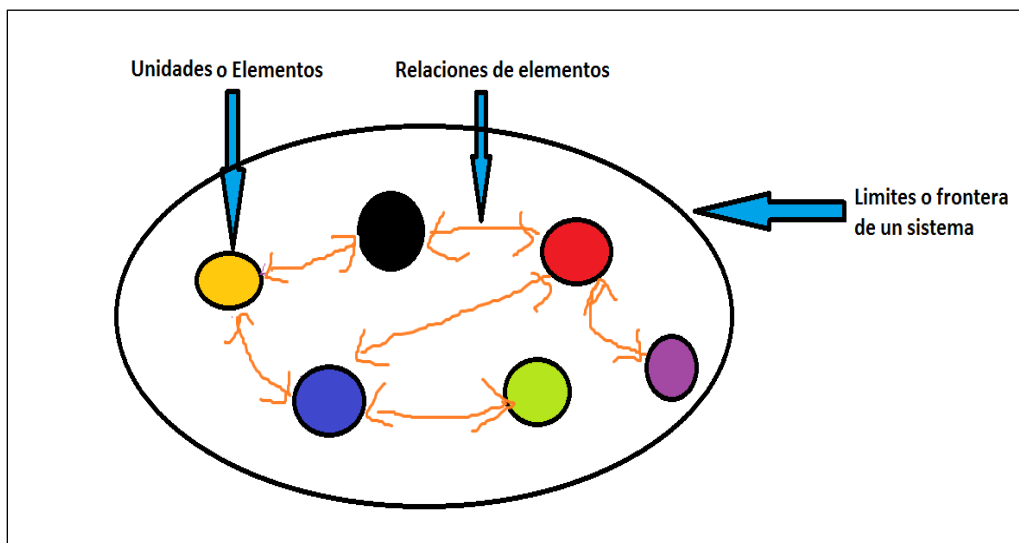 Unidades o Elementos
Relaciones de elementos
Limites o frontera
de un sistema